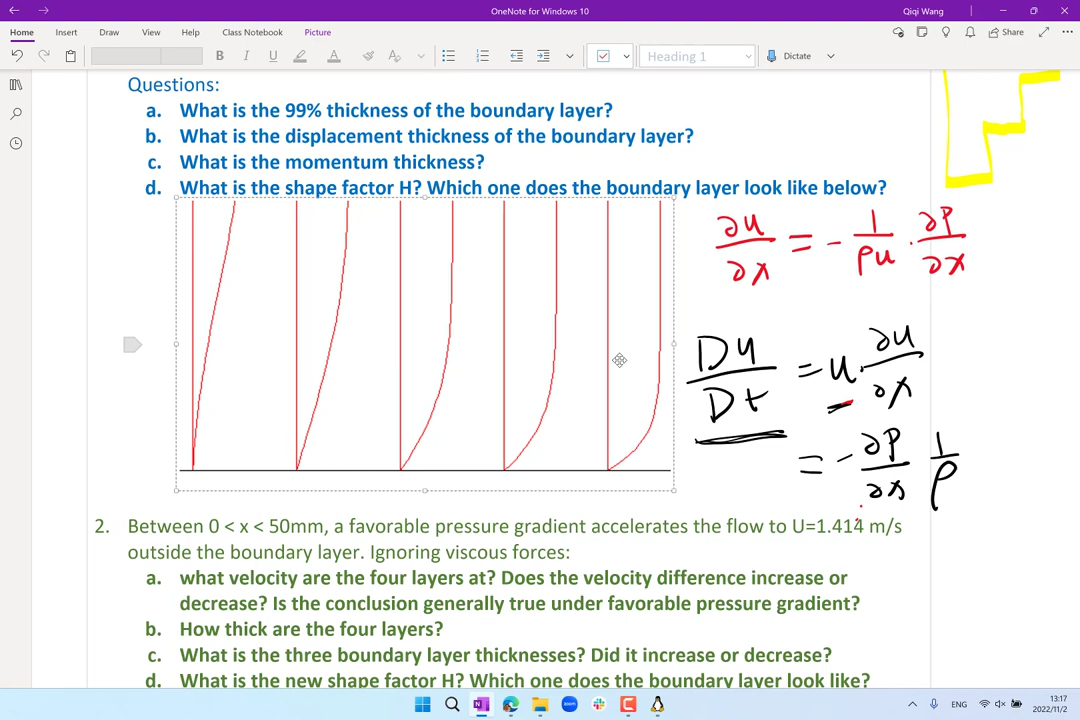 OneNote for Windows 10
Qiqi Wang
Home Insert Draw View Help Class Notebook Picture
Share
B I U A Heading 1 Dictate
Questions:
a. What is the 99% thickness of the boundary layer?
b. What is the displacement thickness of the boundary layer?
c. What is the momentum thickness?
d. What is the shape factor H? Which one does the boundary layer look like below?
∂u/∂x = - 1/ρu · ∂P/∂x
Du/Dt = u · ∂u/∂x
= - ∂P/∂x 1/ρ
2. Between 0 < x < 50mm, a favorable pressure gradient accelerates the flow to U=1.414 m/s
outside the boundary layer. Ignoring viscous forces:
a. what velocity are the four layers at? Does the velocity difference increase or
decrease? Is the conclusion generally true under favorable pressure gradient?
b. How thick are the four layers?
c. What is the three boundary layer thicknesses? Did it increase or decrease?
d. What is the new shape factor H? Which one does the boundary layer look like?
ENG
13:17
2022/11/2